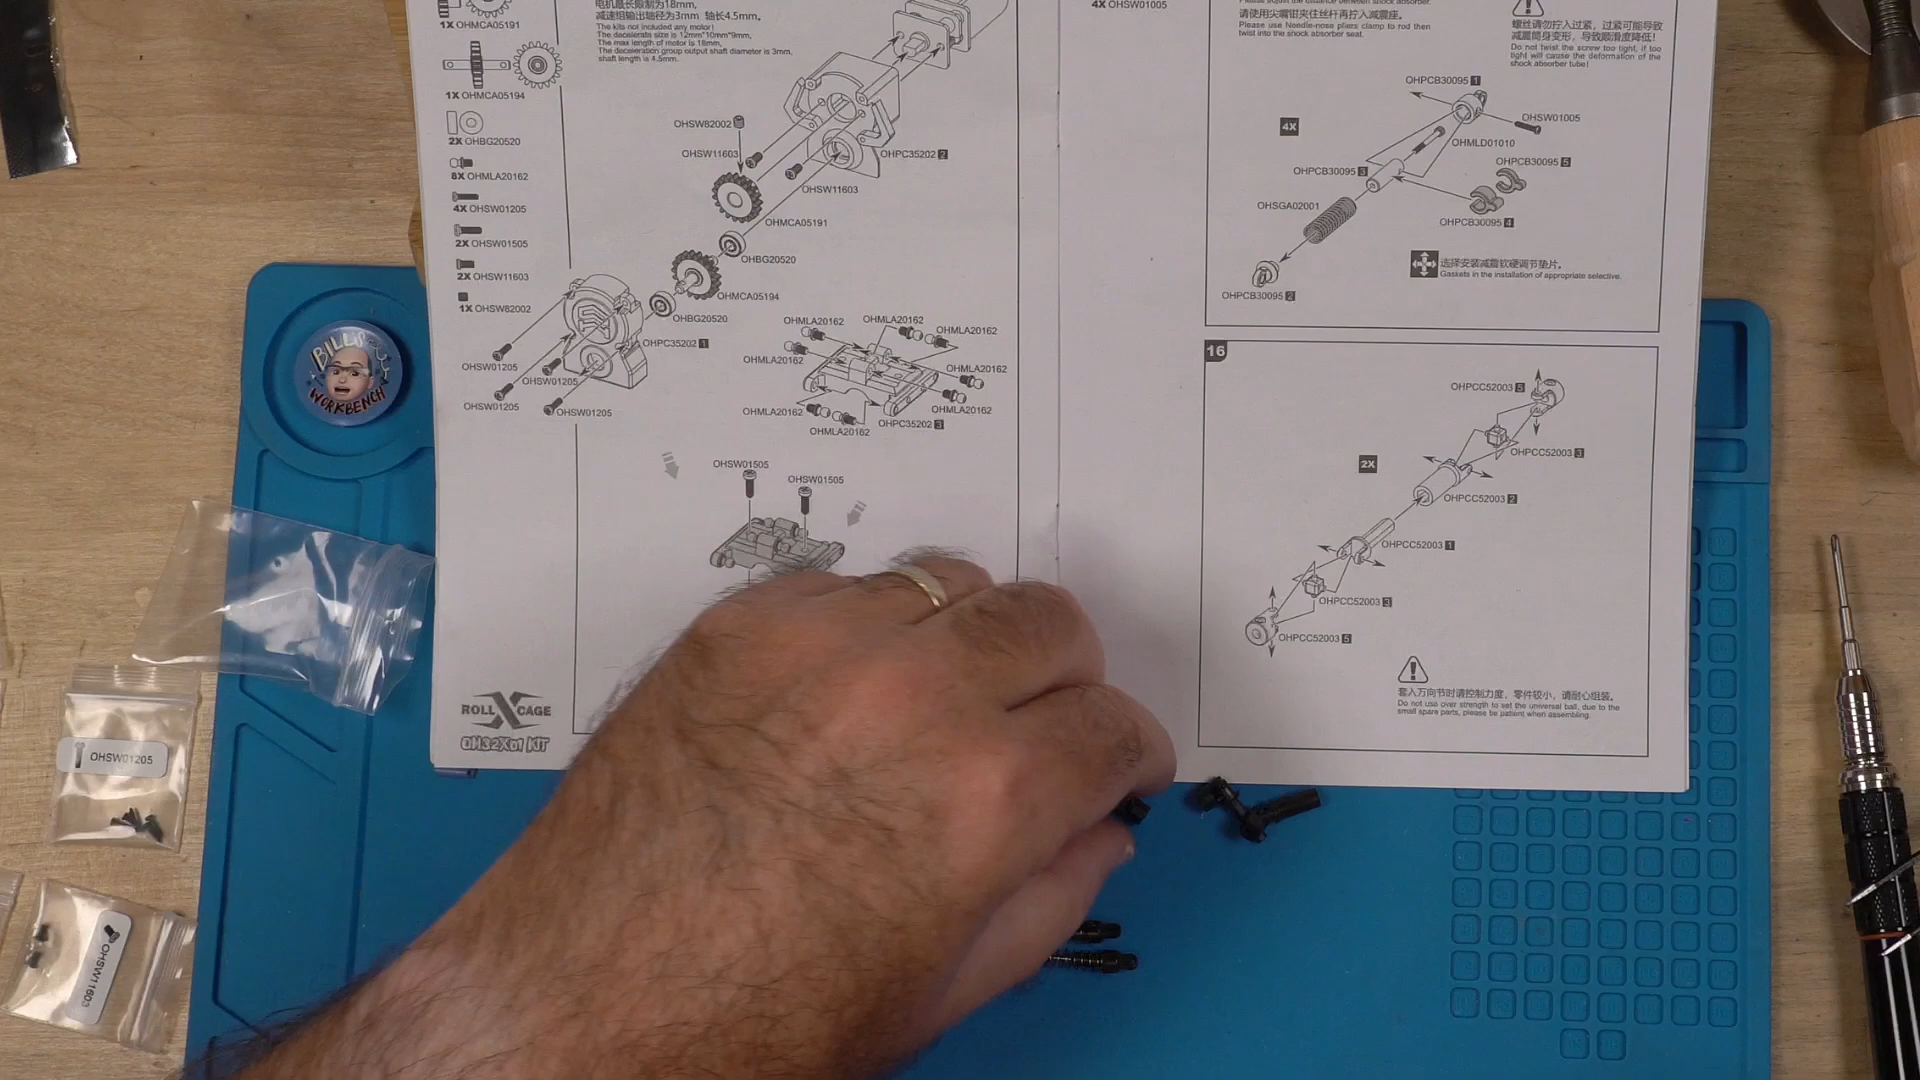 1X OHMCA05191
1X OHMCA05194
2X OHBG20520
8X OHMLA20162
4X OHSW01205
2X OHSW01505
2X OHSW11603
1X OHSW82002
电机最长限制为18mm,
减速组输出轴径为3mm 轴长4.5mm。
The kits not included any motor!
The decelerate size is 12mm*10mm*9mm,
The max length of motor is 18mm,
The deceleration group output shaft diameter is 3mm,
shaft length is 4.5mm.
OHSW82002
OHSW11603
OHPC35202 2
OHSW11603
OHMCA05191
OHBG20520
OHMCA05194
OHBG20520
OHPC35202 1
OHSW01205
OHSW01205
OHSW01205
OHSW01205
OHMLA20162
OHMLA20162
OHMLA20162
OHMLA20162
OHMLA20162
OHMLA20162
OHMLA20162
OHMLA20162
OHPC35202 3
OHSW01505
OHSW01505
ROLL X CAGE
OH32X01 KIT
4X OHSW01005
请使用尖嘴钳夹住丝杆再拧入减震座。
Please use Needle-nose pliers clamp to rod then
twist into the shock absorber seat.
螺丝请勿拧入过紧，过紧可能导致
减震筒身变形，导致顺滑度降低！
Do not twist the screw too tight, if too
tight will cause the deformation of the
shock absorber tube!
OHPCB30095 1
4X
OHSW01005
OHMLD01010
OHPCB30095 5
OHPCB30095 3
OHSGA02001
OHPCB30095 4
选择安装减震软硬调节垫片。
Gaskets in the installation of appropriate selective.
OHPCB30095 2
16
OHPCC52003 5
OHPCC52003 3
2X
OHPCC52003 2
OHPCC52003 1
OHPCC52003 3
OHPCC52003 5
套入万向节时请控制力度，零件较小，请耐心组装。
Do not use over strength to set the universal ball, due to the
small spare parts, please be patient when assembling.
BILL'S
WORKBENCH
OHSW01205
OHSW11603